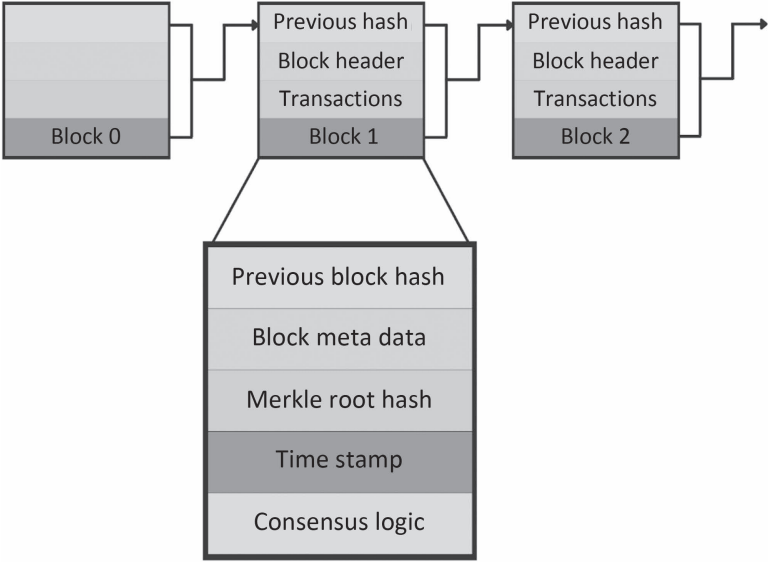 Block 0
Previous hash
Block header
Transactions
Block 1
Previous hash
Block header
Transactions
Block 2
Previous block hash
Block meta data
Merkle root hash
Time stamp
Consensus logic